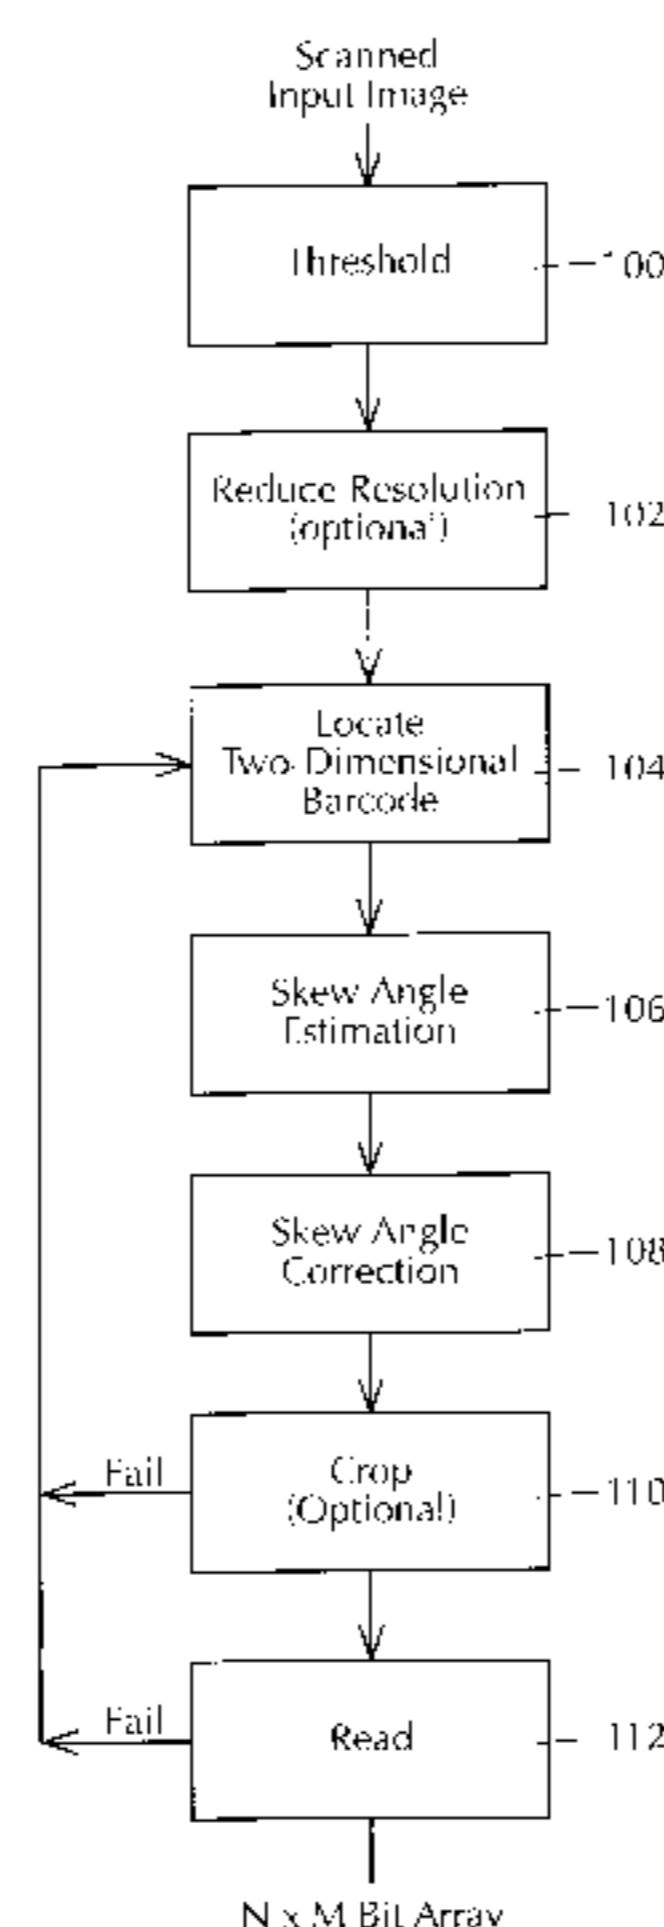 Scanned
Input Image
Threshold
100
Reduce Resolution
(optional)
102
Locate
Two-Dimensional
Barcode
104
Skew Angle
Estimation
106
Skew Angle
Correction
108
Fail
Crop
(Optional)
110
Fail
Read
112
N x M Bit Array